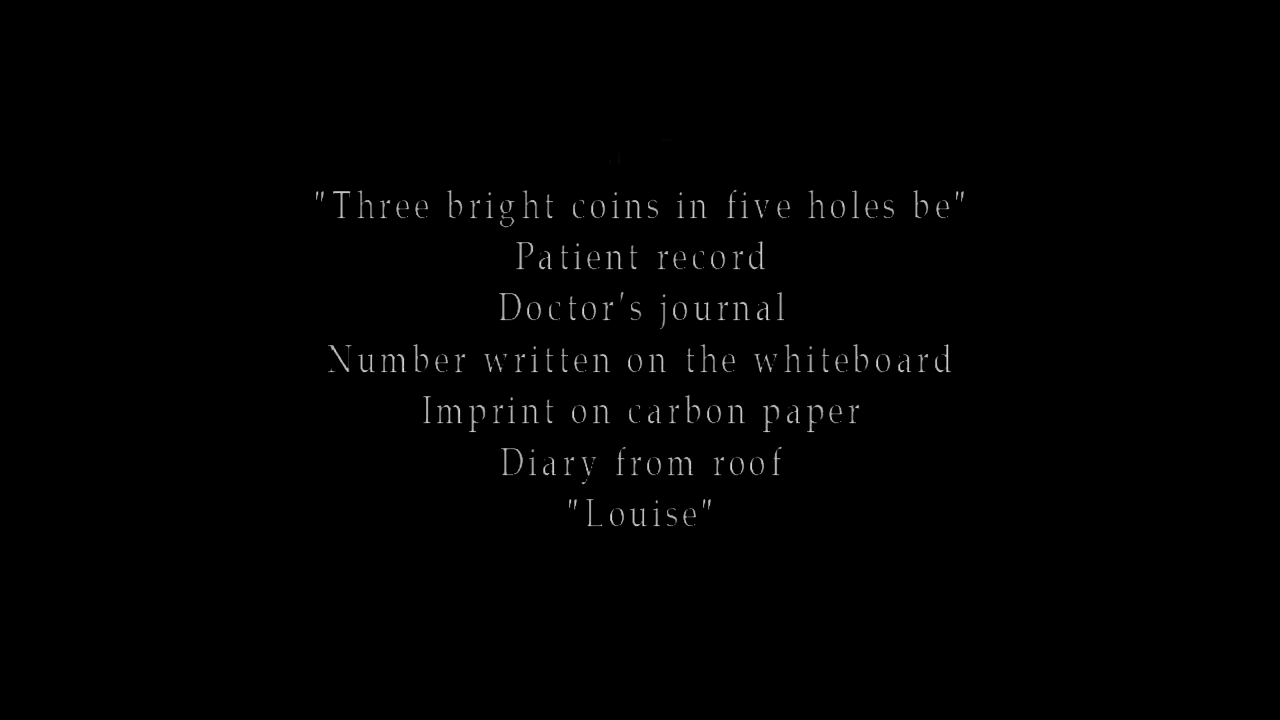 "Three bright coins in five holes be"
Patient record
Doctor's journal
Number written on the whiteboard
Imprint on carbon paper
Diary from roof
"Louise"